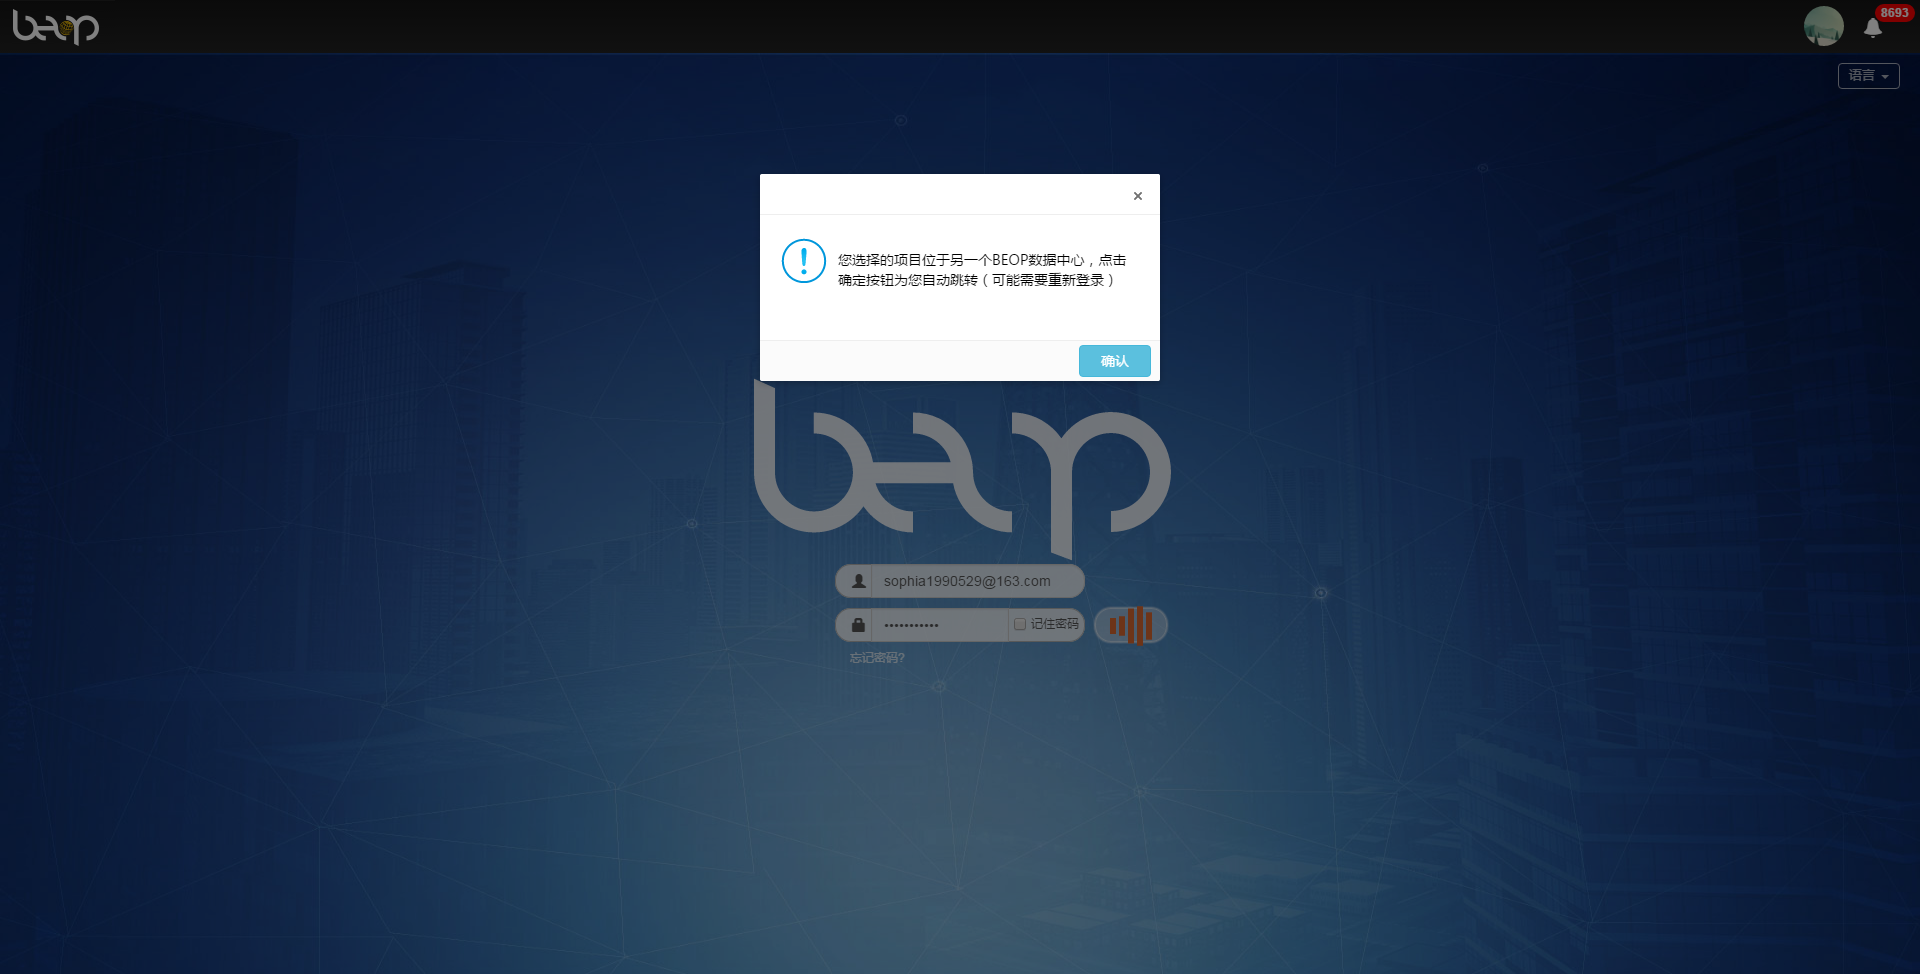 beop
8693
语言
×
您选择的项目位于另一个BEOP数据中心，点击
确定按钮为您自动跳转（可能需要重新登录）
确认
beop
sophia1990529@163.com
•••••••••••
记住密码
忘记密码?